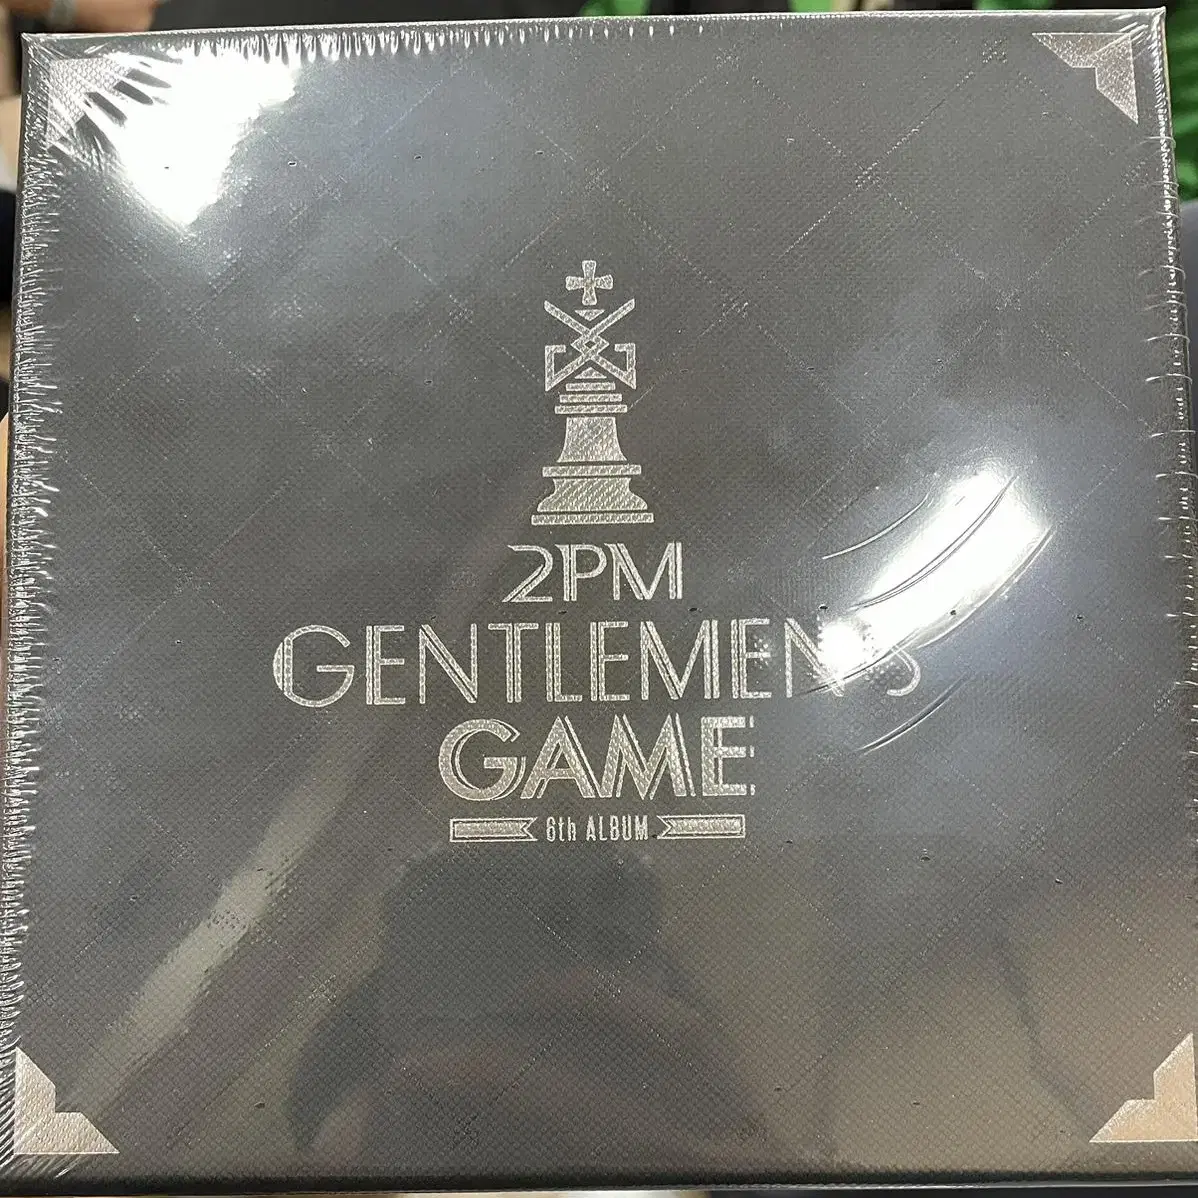 2PM
GENTLEMEN'S
GAME
6th ALBUM